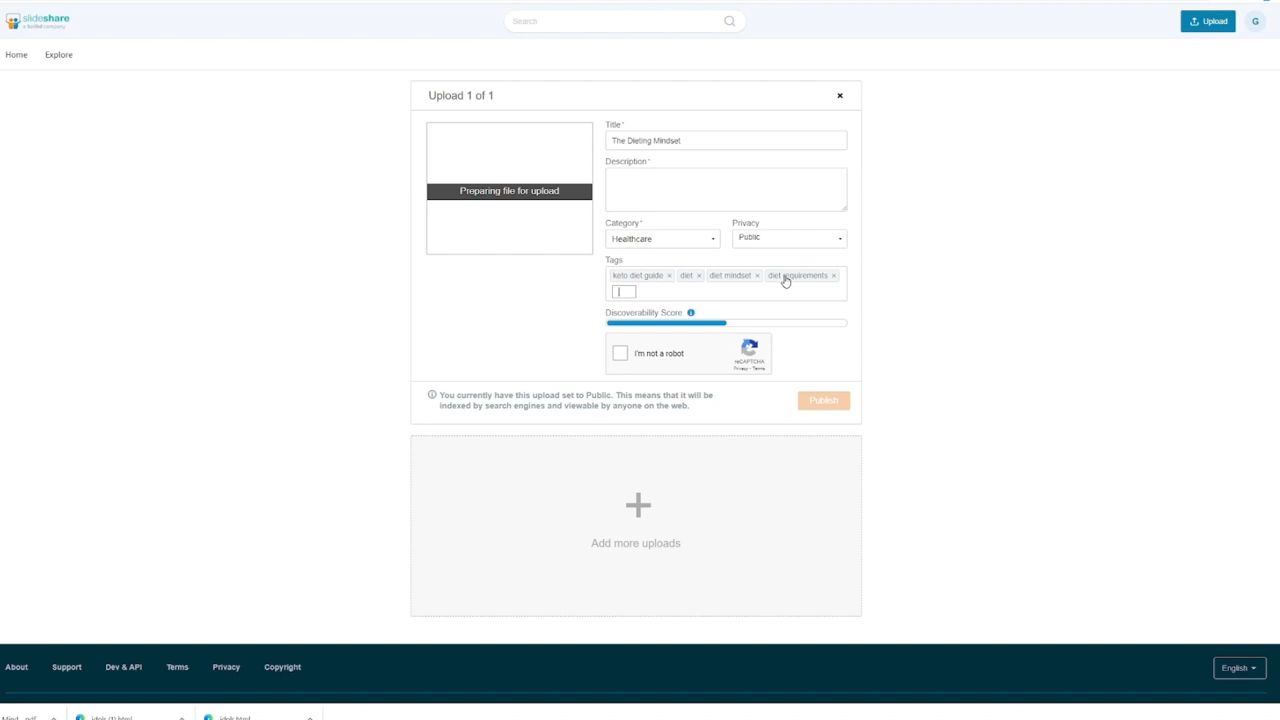 slideshare
a Scribd company
Search
Upload
G
Home
Explore
Upload 1 of 1
×
Title*
The Dieting Mindset
Preparing file for upload
Description*
Category*
Privacy
Healthcare
Public
Tags
keto diet guide ×
diet ×
diet mindset ×
diet requirements ×
Discoverability Score
I'm not a robot
reCAPTCHA
Privacy - Terms
You currently have this upload set to Public. This means that it will be
indexed by search engines and viewable by anyone on the web.
Publish
+
Add more uploads
About
Support
Dev & API
Terms
Privacy
Copyright
English